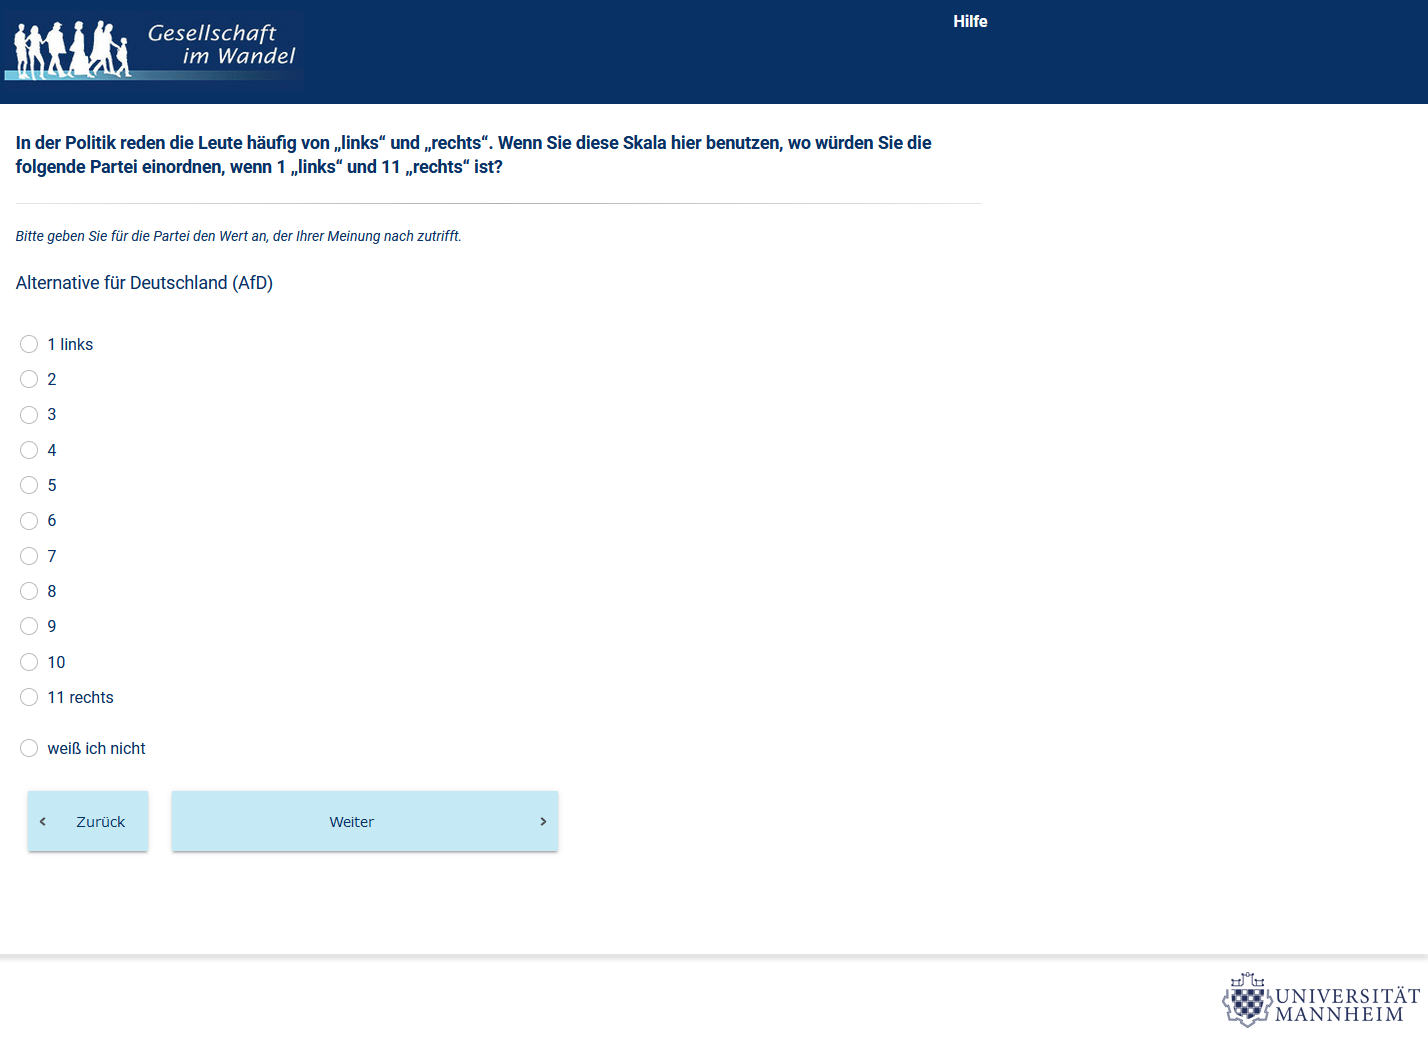 Gesellschaft
im Wandel
Hilfe
In der Politik reden die Leute häufig von „links“ und „rechts“. Wenn Sie diese Skala hier benutzen, wo würden Sie die
folgende Partei einordnen, wenn 1 „links“ und 11 „rechts“ ist?
Bitte geben Sie für die Partei den Wert an, der Ihrer Meinung nach zutrifft.
Alternative für Deutschland (AfD)
1 links
2
3
4
5
6
7
8
9
10
11 rechts
weiß ich nicht
Zurück
Weiter
UNIVERSITÄT
MANNHEIM